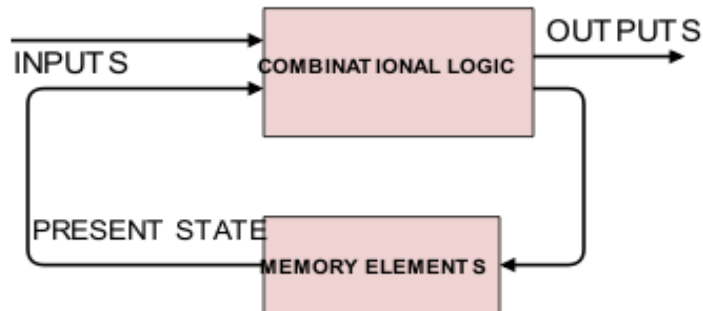 OUTPUTS
INPUTS
COMBINATIONAL LOGIC
PRESENT STATE
MEMORY ELEMENTS